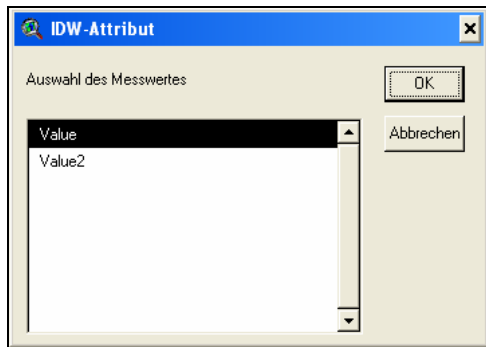 IDW-Attribut
Auswahl des Messwertes
OK
Value
Abbrechen
Value2